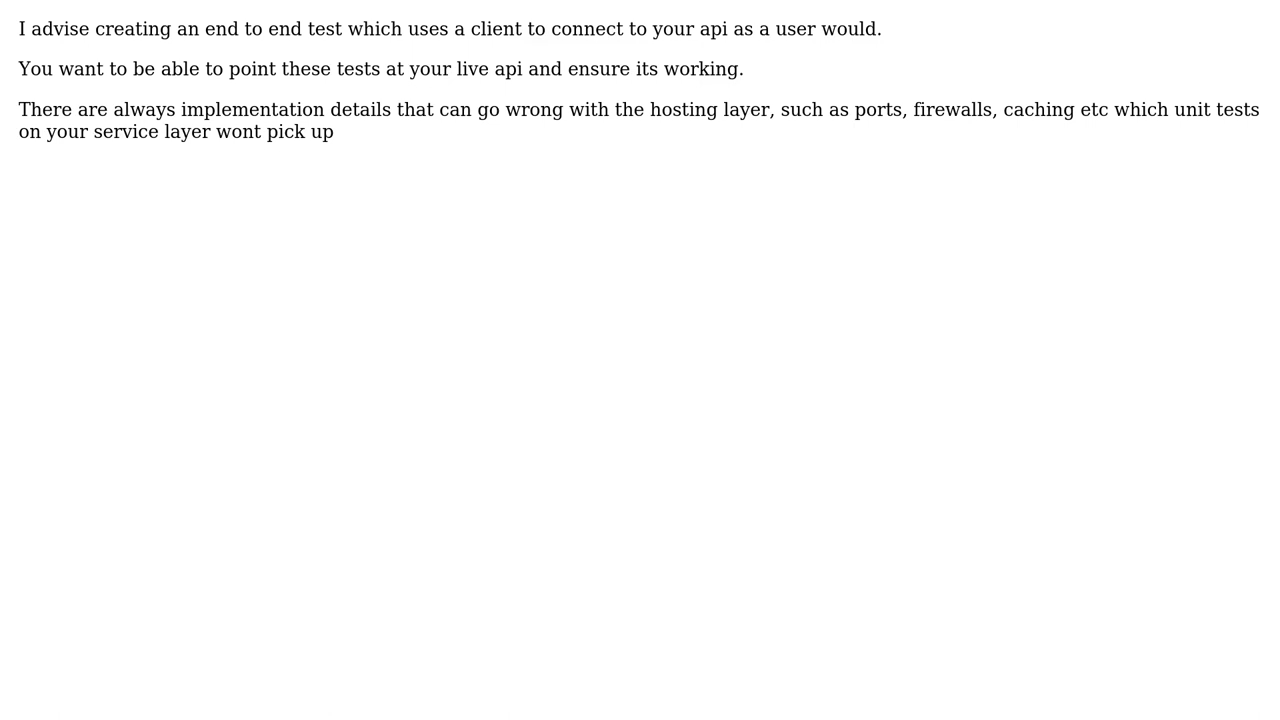 I advise creating an end to end test which uses a client to connect to your api as a user would.
You want to be able to point these tests at your live api and ensure its working.
There are always implementation details that can go wrong with the hosting layer, such as ports, firewalls, caching etc which unit tests
on your service layer wont pick up